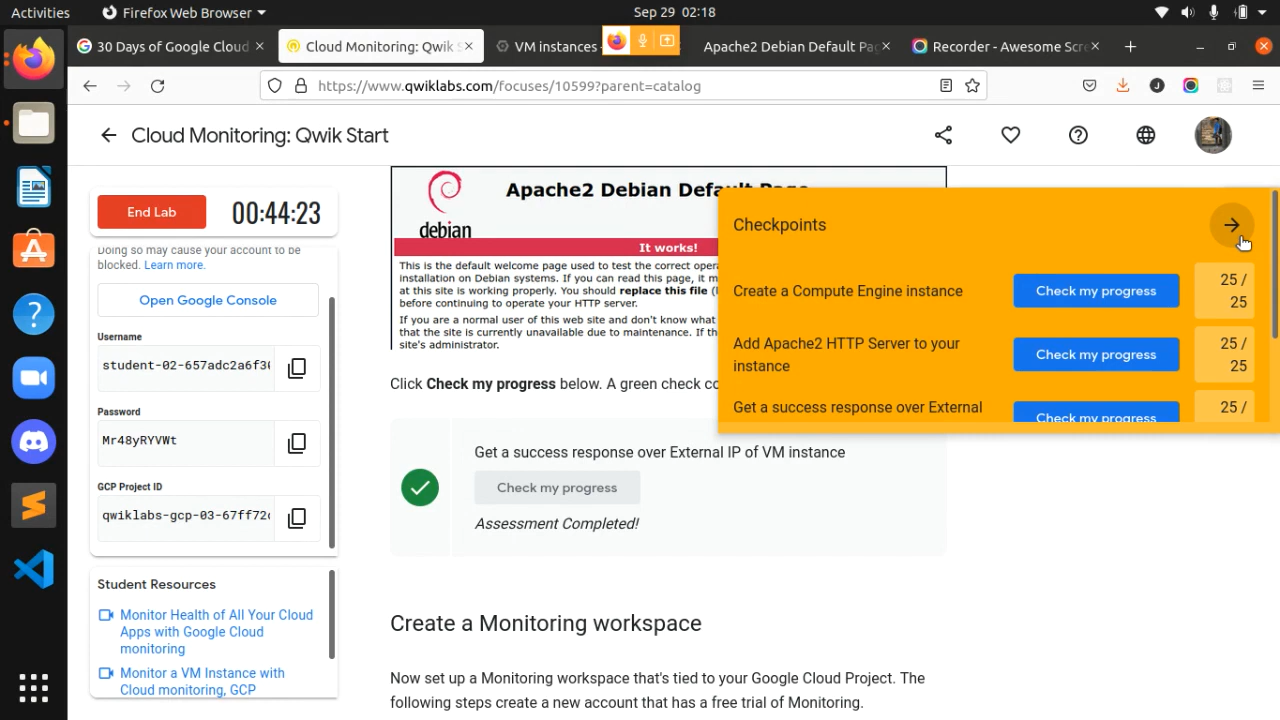 Activities
Firefox Web Browser
Sep 29 02:18
30 Days of Google Cloud
Cloud Monitoring: Qwik S
VM instances -
Apache2 Debian Default Pag
Recorder - Awesome Scre
https://www.qwiklabs.com/focuses/10599?parent=catalog
Cloud Monitoring: Qwik Start
End Lab
00:44:23
Doing so may cause your account to be
blocked. Learn more.
Open Google Console
Username
student-02-657adc2a6f3
Password
Mr48yRYVWt
GCP Project ID
qwiklabs-gcp-03-67ff72
Student Resources
Monitor Health of All Your Cloud
Apps with Google Cloud
monitoring
Monitor a VM Instance with
Cloud monitoring, GCP
debian
Apache2 Debian Default Page
It works!
This is the default welcome page used to test the correct oper
installation on Debian systems. If you can read this page, it m
at this site is working properly. You should replace this file (
before continuing to operate your HTTP server.
If you are a normal user of this web site and don't know what
that the site is currently unavailable due to maintenance. If th
site's administrator.
Click Check my progress below. A green check co
Get a success response over External IP of VM instance
Check my progress
Assessment Completed!
Create a Monitoring workspace
Now set up a Monitoring workspace that's tied to your Google Cloud Project. The
following steps create a new account that has a free trial of Monitoring.
Checkpoints
Create a Compute Engine instance
Check my progress
25 /
25
Add Apache2 HTTP Server to your
instance
Check my progress
25 /
25
Get a success response over External
Check my progress
25 /